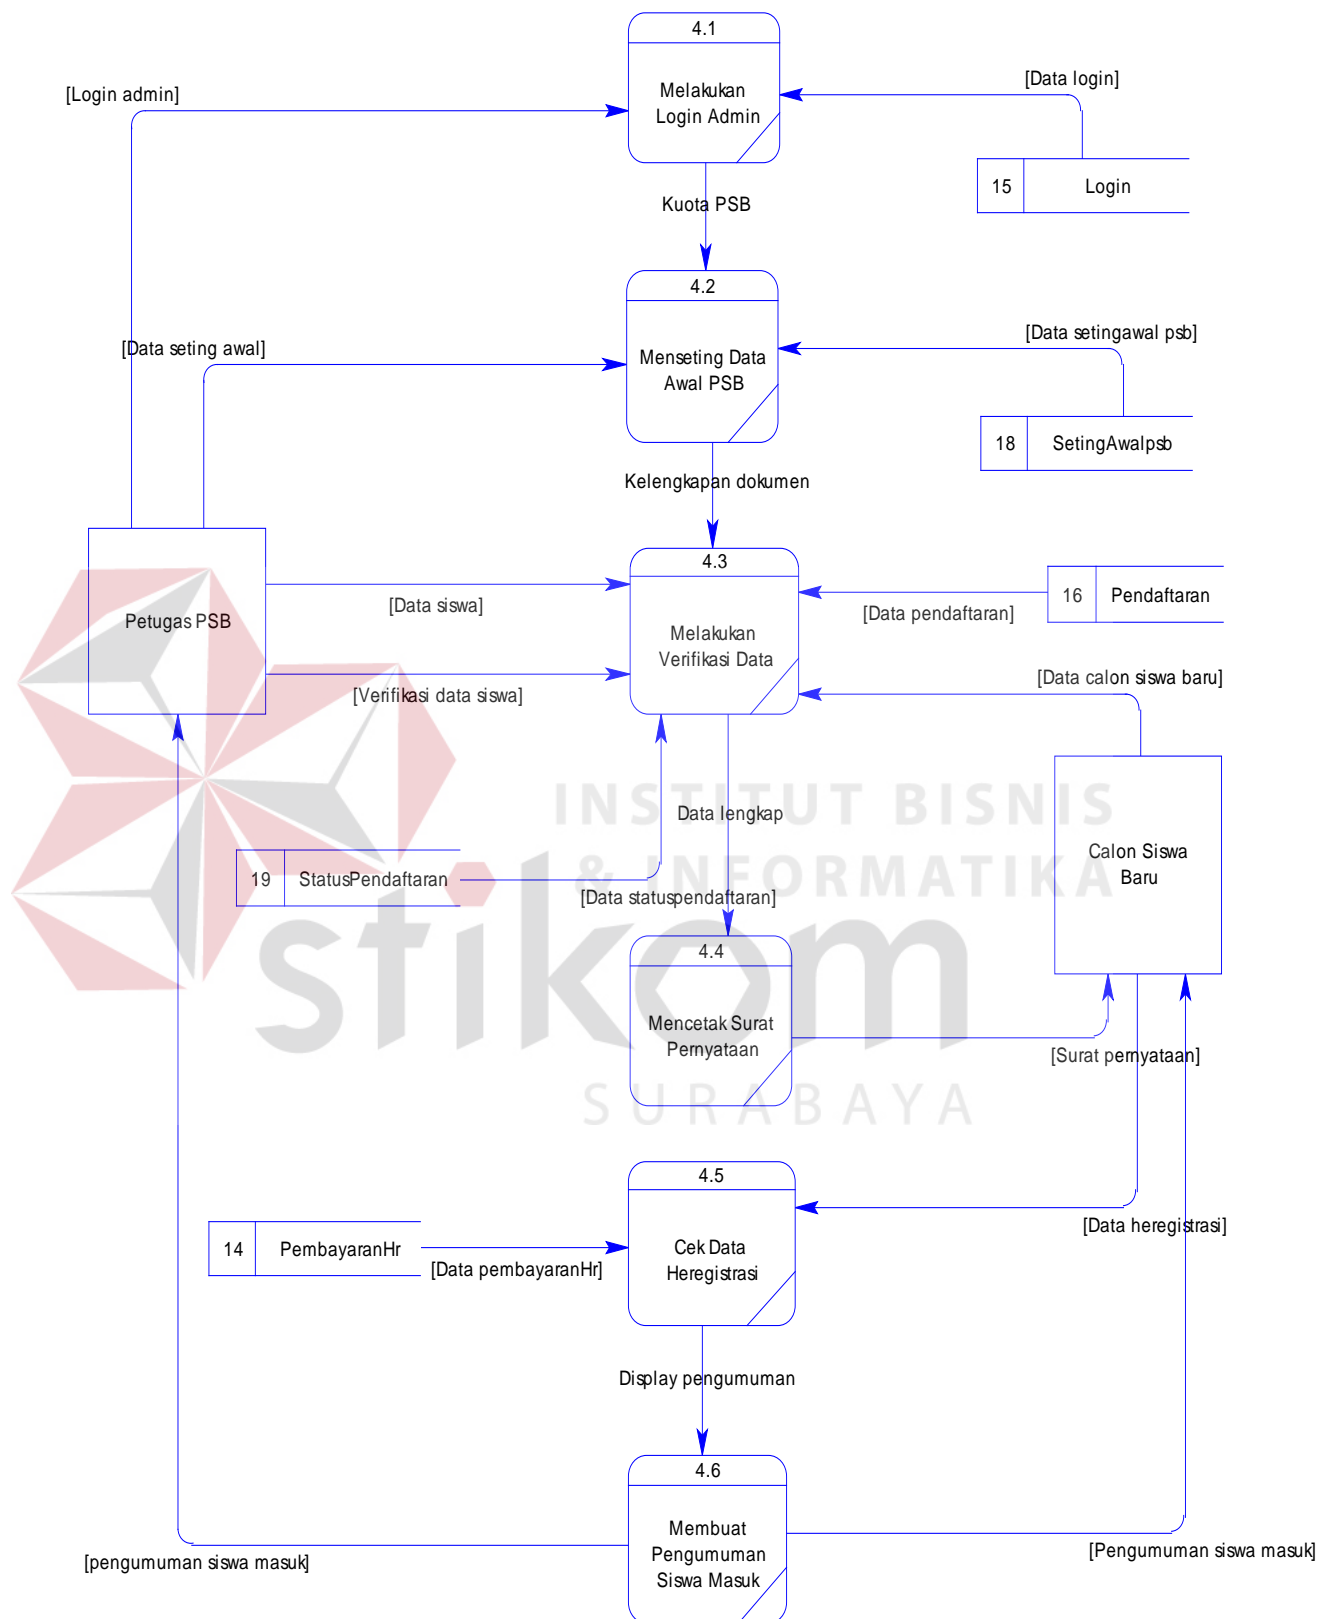 4.1
Melakukan
Login Admin
[Login admin]
[Data login]
15
Login
Kuota PSB
4.2
Menseting Data
Awal PSB
[Data seting awal]
[Data setingawal psb]
18
SetingAwalpsb
Kelengkapan dokumen
4.3
Melakukan
Verifikasi Data
Petugas PSB
[Data siswa]
[Verifikasi data siswa]
[Data pendaftaran]
16
Pendaftaran
[Data calon siswa baru]
Calon Siswa
Baru
Data lengkap
19
StatusPendaftaran
[Data statuspendaftaran]
INSTITUT BISNIS
& INFORMATIKA
stikom
SURABAYA
4.4
Mencetak Surat
Pernyataan
[Surat pernyataan]
4.5
Cek Data
Heregistrasi
[Data heregistrasi]
14
PembayaranHr
[Data pembayaranHr]
Display pengumuman
4.6
Membuat
Pengumuman
Siswa Masuk
[pengumuman siswa masuk]
[Pengumuman siswa masuk]